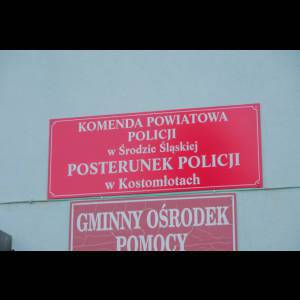 KOMENDA POWIATOWA
POLICJI
w Środzie Śląskiej
POSTERUNEK POLICJI
w Kostomłotach
GMINNY OŚRODEK
POMOCY